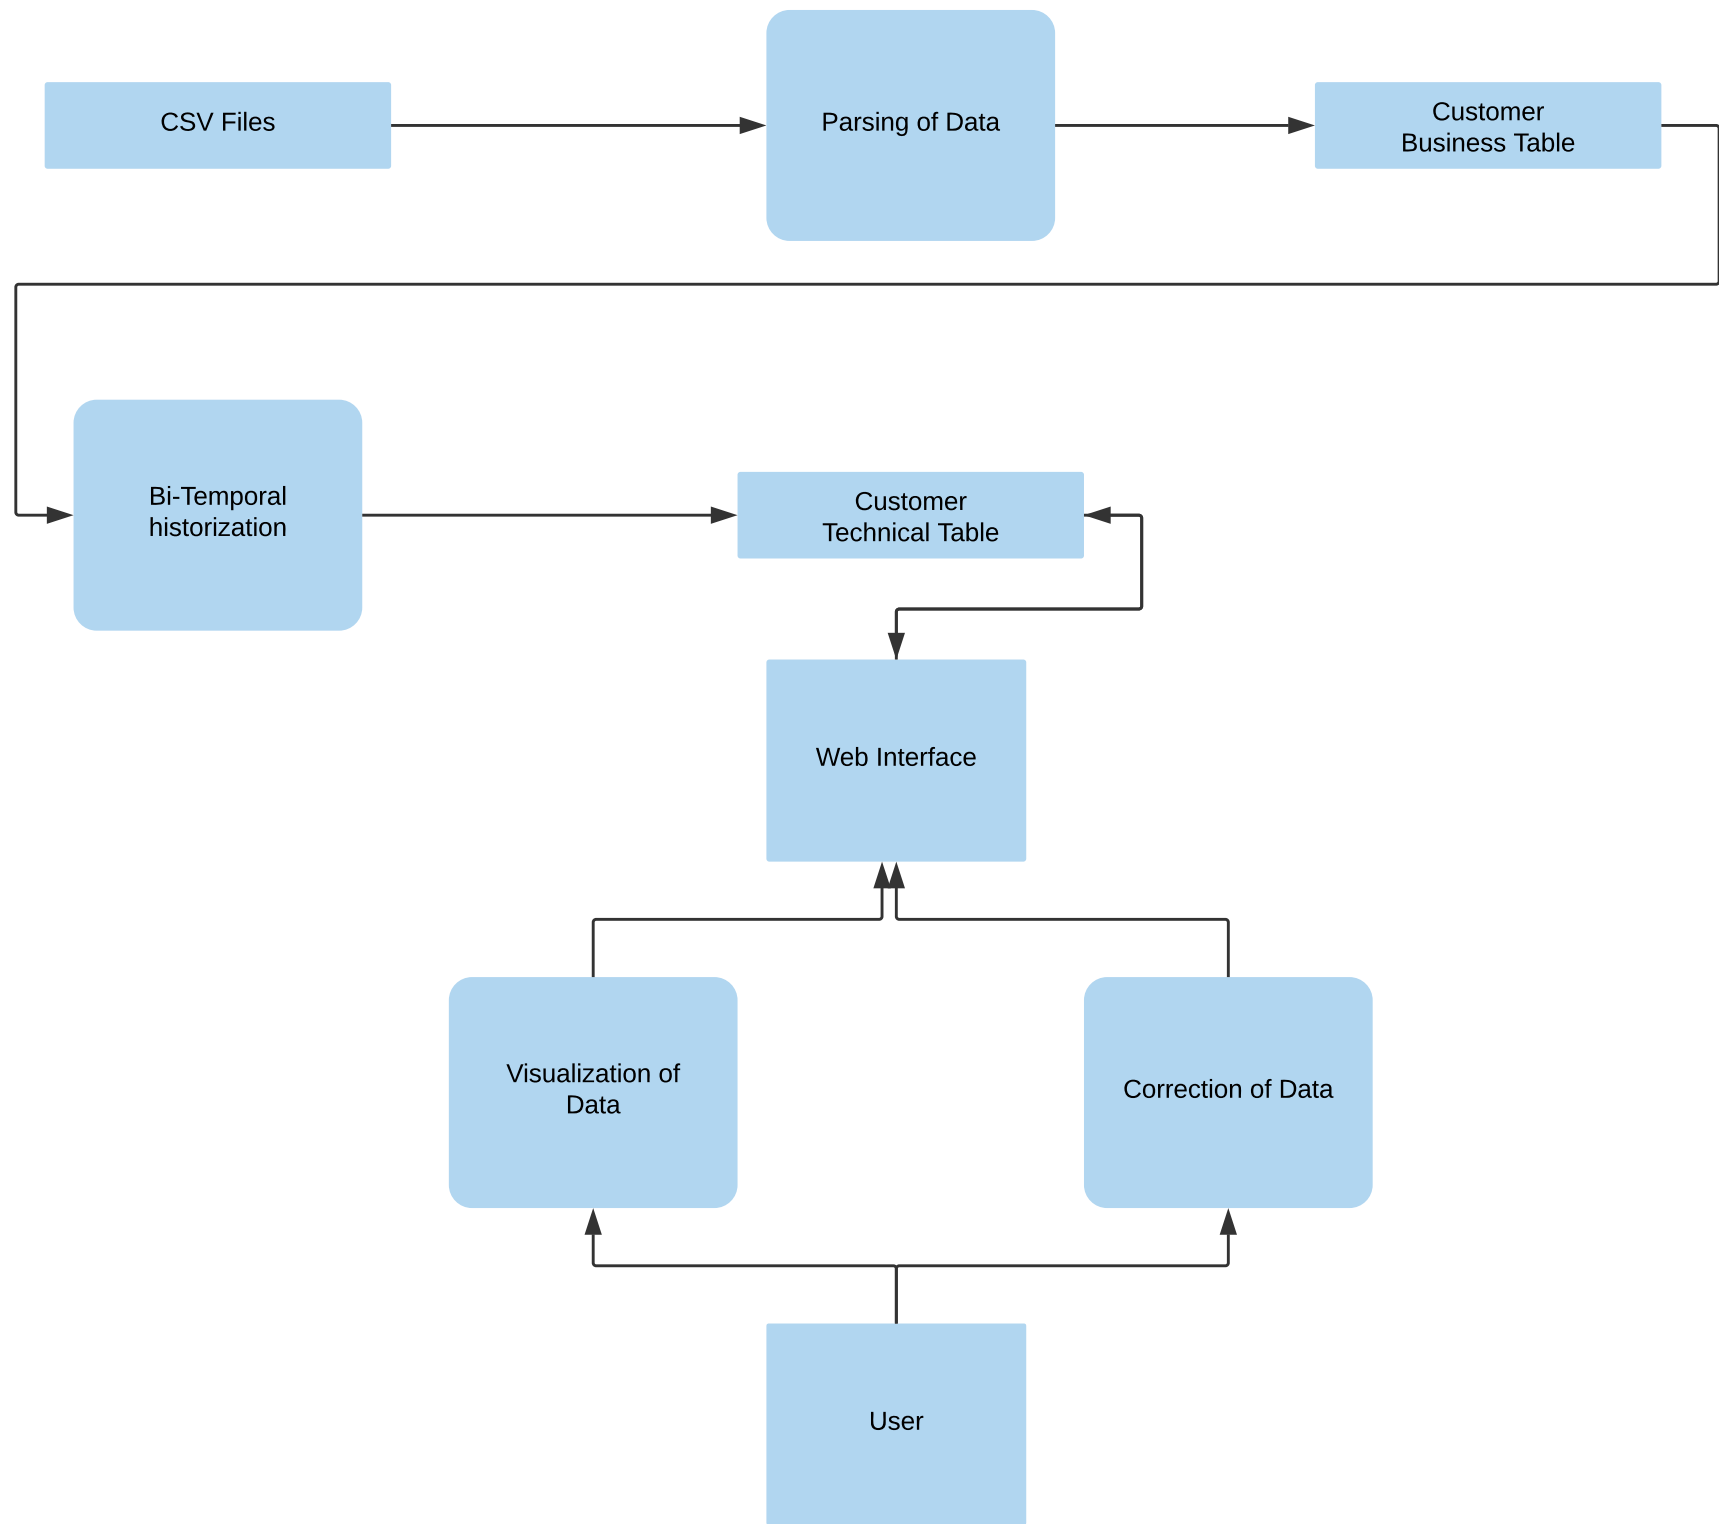 CSV Files
Parsing of Data
Customer
Business Table
Bi-Temporal
historization
Customer
Technical Table
Web Interface
Visualization of
Data
Correction of Data
User